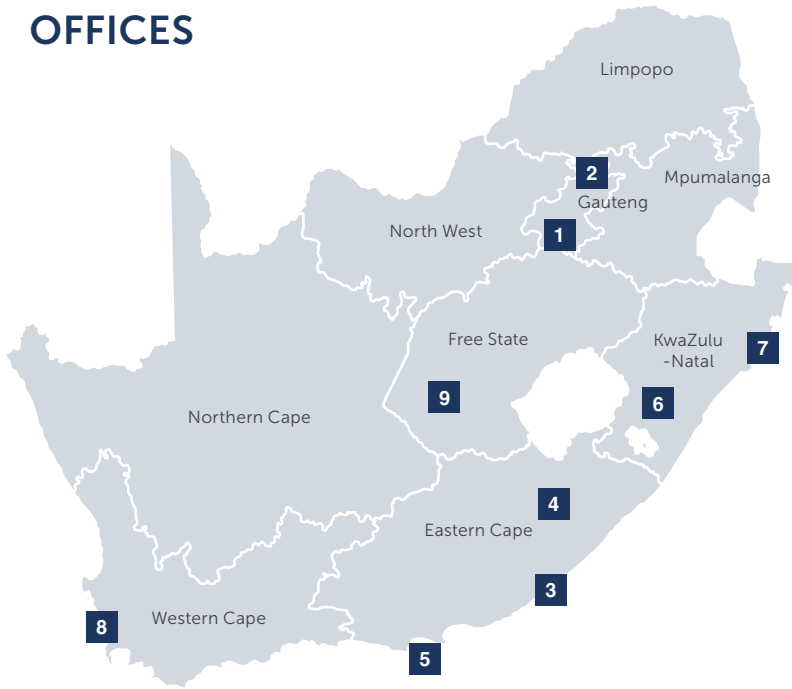 OFFICES
Limpopo
2
Mpumalanga
Gauteng
North West
1
Free State
KwaZulu
-Natal
7
9
6
Northern Cape
4
Eastern Cape
3
Western Cape
8
5